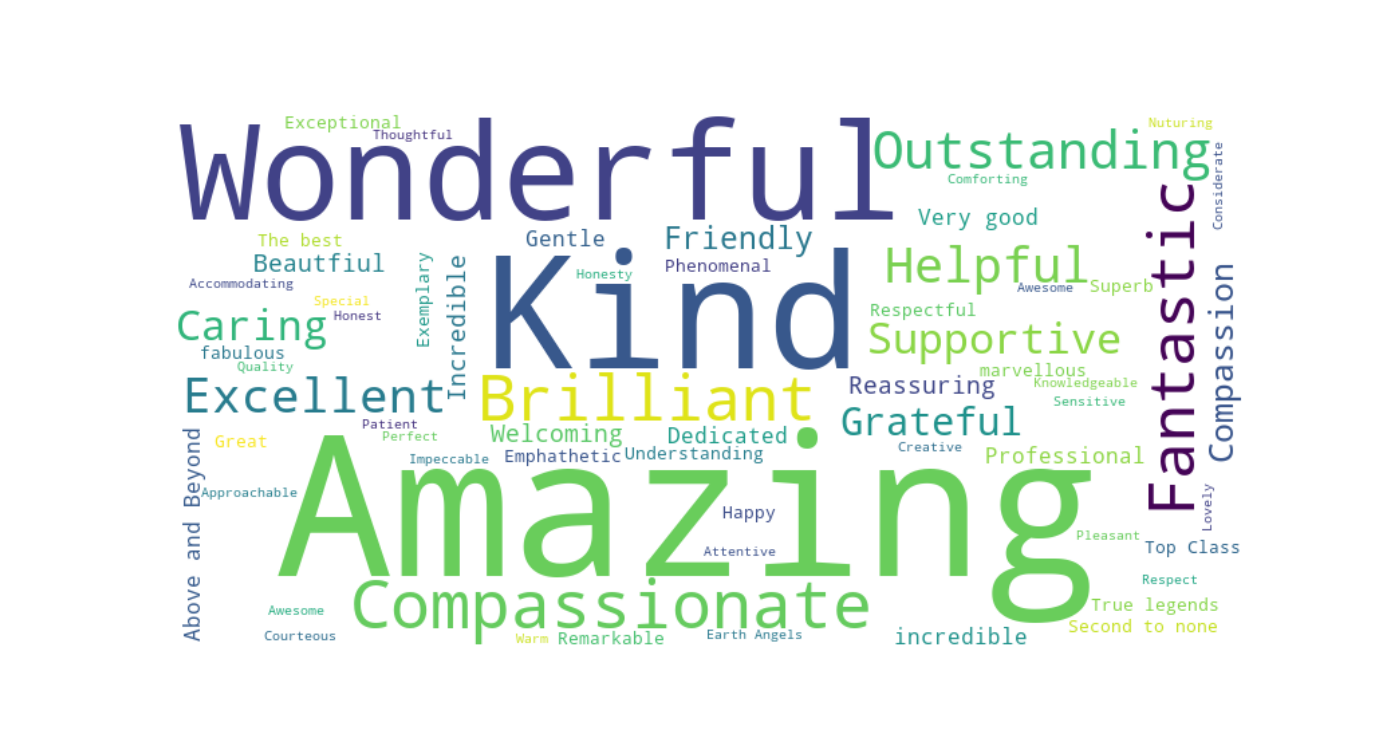 Exceptional
Thoughtful
Wonderful
Outstanding
Nuturing
Comforting
Considerate
Very good
The best
Gentle
Friendly
Beautfiul
Accommodating
Phenomenal
Honesty
Kind
Helpful
Awesome
Superb
Fantastic
Compassion
Special
Honest
Exemplary
Incredible
Respectful
Caring
Supportive
fabulous
Quality
marvellous
Excellent
Brilliant
Reassuring
Knowledgeable
Sensitive
Grateful
Patient
Perfect
Great
Welcoming
Dedicated
Creative
Impeccable
Emphathetic
Understanding
Professional
Above and Beyond
Approachable
Amazing
Happy
Attentive
Lovely
Pleasant
Top Class
Respect
Compassionate
Awesome
Courteous
Warm
Remarkable
Earth Angels
incredible
True legends
Second to none